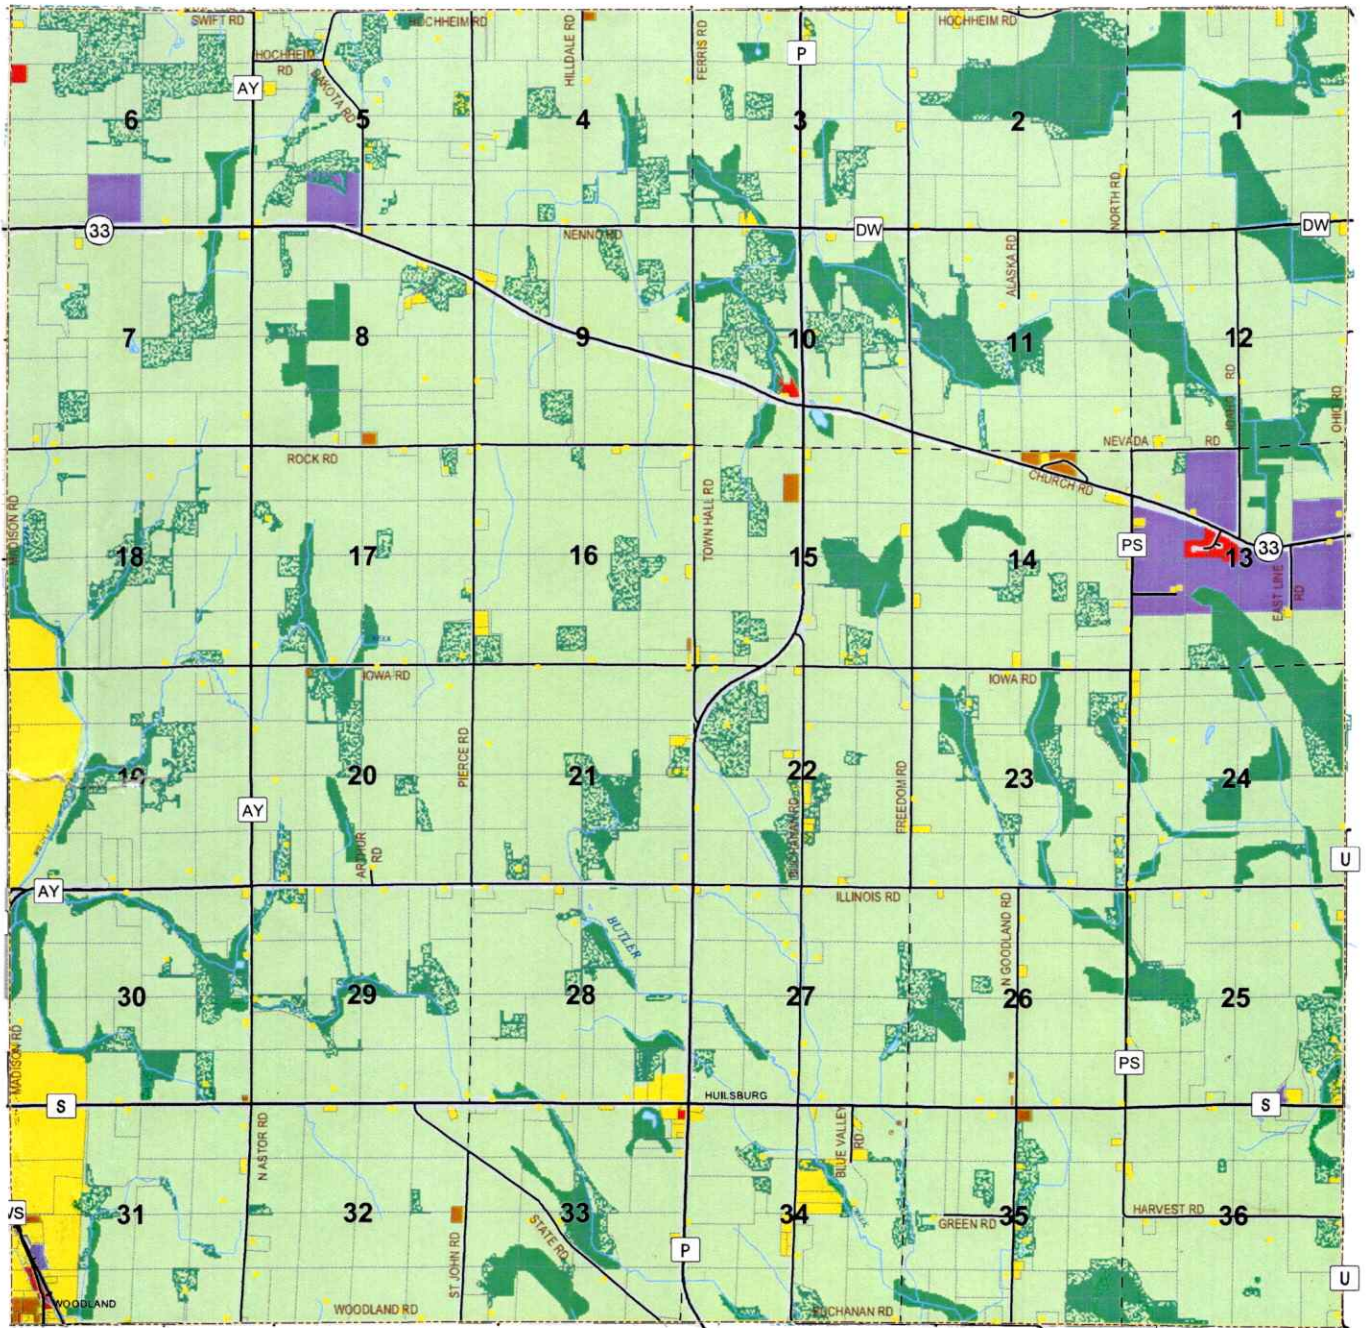 SWIFT RD
HOCHHEIM RD
HILLDALE RD
FERRIS RD
P
HOCHHEIM RD
HOCHHEIM
RD
DAKOTA RD
AY
6
5
4
3
2
1
NORTH RD
33
NENNO RD
DW
DW
ALASKA RD
7
8
9
10
11
12
RD
OHIO RD
NEVADA
RD
ROCK RD
CHURCH RD
MADISON RD
TOWN HALL RD
18
17
16
15
14
PS
13
33
EAST LINE
RD
IOWA RD
IOWA RD
PIERCE RD
19
20
21
22
23
24
AY
ARTHUR
RD
BUCHANAN RD
FREEDOM RD
U
AY
ILLINOIS RD
N GOODLAND RD
BUTLER
30
29
28
27
26
25
MADISON RD
PS
S
HUILSBURG
S
N ASTOR RD
BLUE VALLEY
RD
31
32
33
34
35
36
HARVEST RD
GREEN RD
STATE RD
ST JOHN RD
P
U
WOODLAND
WOODLAND RD
BUCHANAN RD